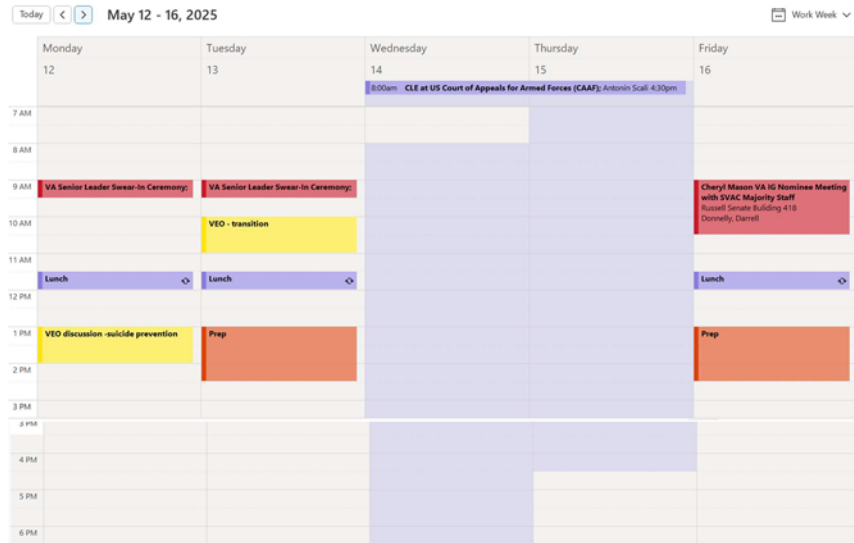 Today < > May 12 - 16, 2025 Work Week
Monday Tuesday Wednesday Thursday Friday
12 13 14 15 16
8:00am CLE at US Court of Appeals for Armed Forces (CAAF); Antonin Scali 4:30pm
7 AM
8 AM
9 AM
VA Senior Leader Swear-In Ceremony;
VA Senior Leader Swear-In Ceremony;
Cheryl Mason VA IG Nominee Meeting
with SVAC Majority Staff
Russell Senate Building 418
Donnelly, Darrell
10 AM
VEO - transition
11 AM
Lunch
Lunch
Lunch
12 PM
1 PM
VEO discussion -suicide prevention
Prep
Prep
2 PM
3 PM
3 PM
4 PM
5 PM
6 PM